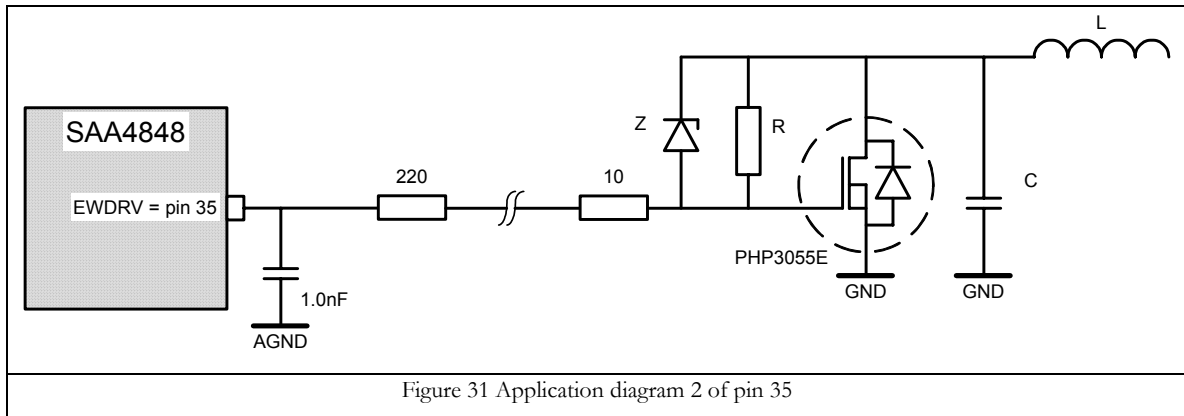 L
SAA4848
Z
R
220
10
C
EWDRV = pin 35
PHP3055E
GND
GND
1.0nF
AGND
Figure 31 Application diagram 2 of pin 35